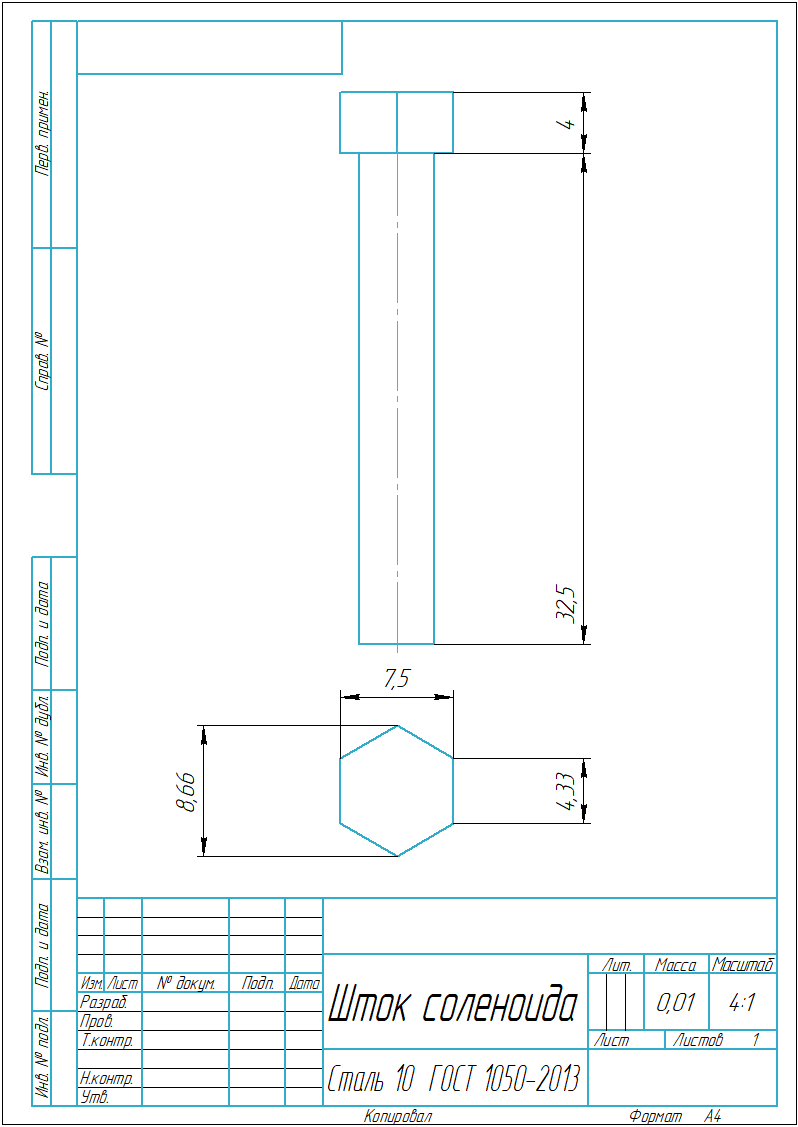 Перв. примен.
Справ. №
Подп. и дата
Инв. № дубл.
Взам. инв. №
Подп. и дата
Инв. № подл.
4
32,5
7,5
8,66
4,33
Изм. Лист № докум. Подп. Дата
Разраб.
Пров.
Т.контр.
Н.контр.
Утв.
Шток соленоида
Сталь 10 ГОСТ 1050-2013
Лит. Масса Масштаб
0,01 4:1
Лист Листов 1
Копировал Формат А4